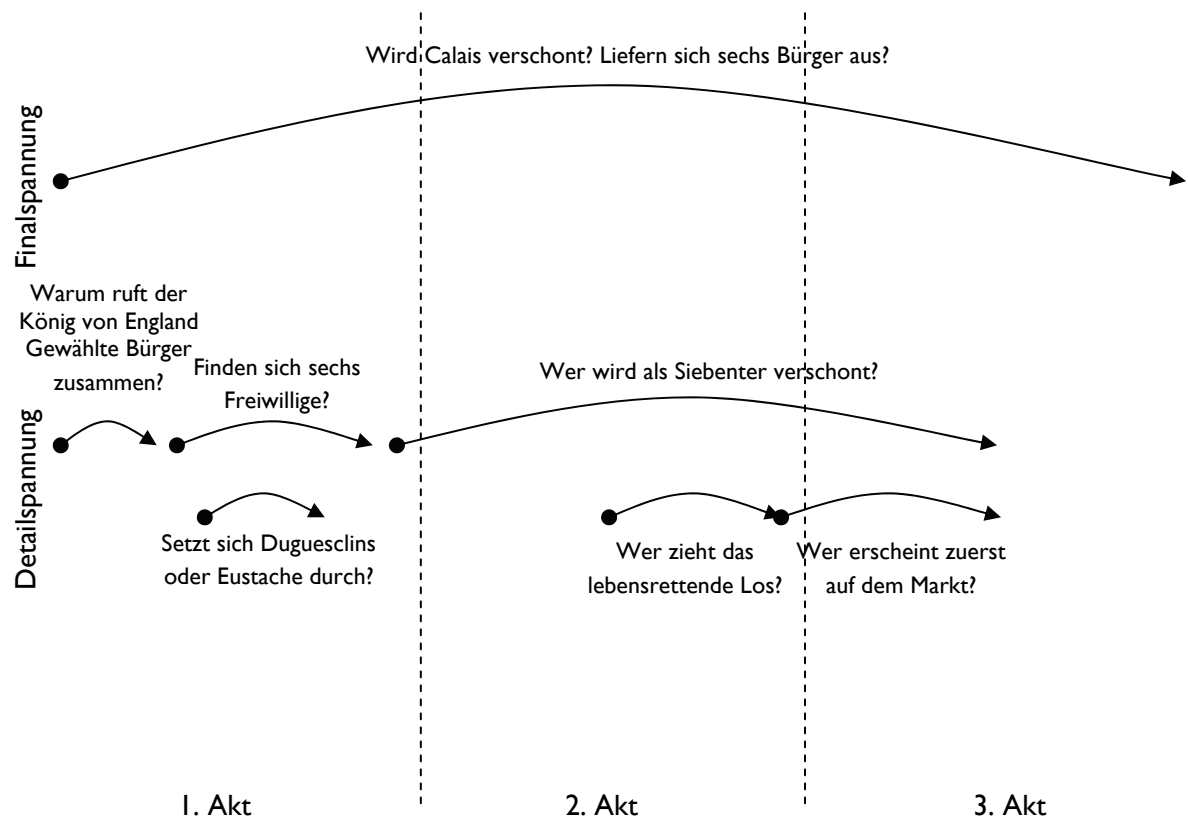 Wird Calais verschont? Liefern sich sechs Bürger aus?
Finalspannung
Warum ruft der
König von England
Gewählte Bürger
zusammen?
Finden sich sechs
Freiwillige?
Wer wird als Siebenter verschont?
Detailspannung
Setzt sich Duguesclins
oder Eustache durch?
Wer zieht das
lebensrettende Los?
Wer erscheint zuerst
auf dem Markt?
1. Akt
2. Akt
3. Akt